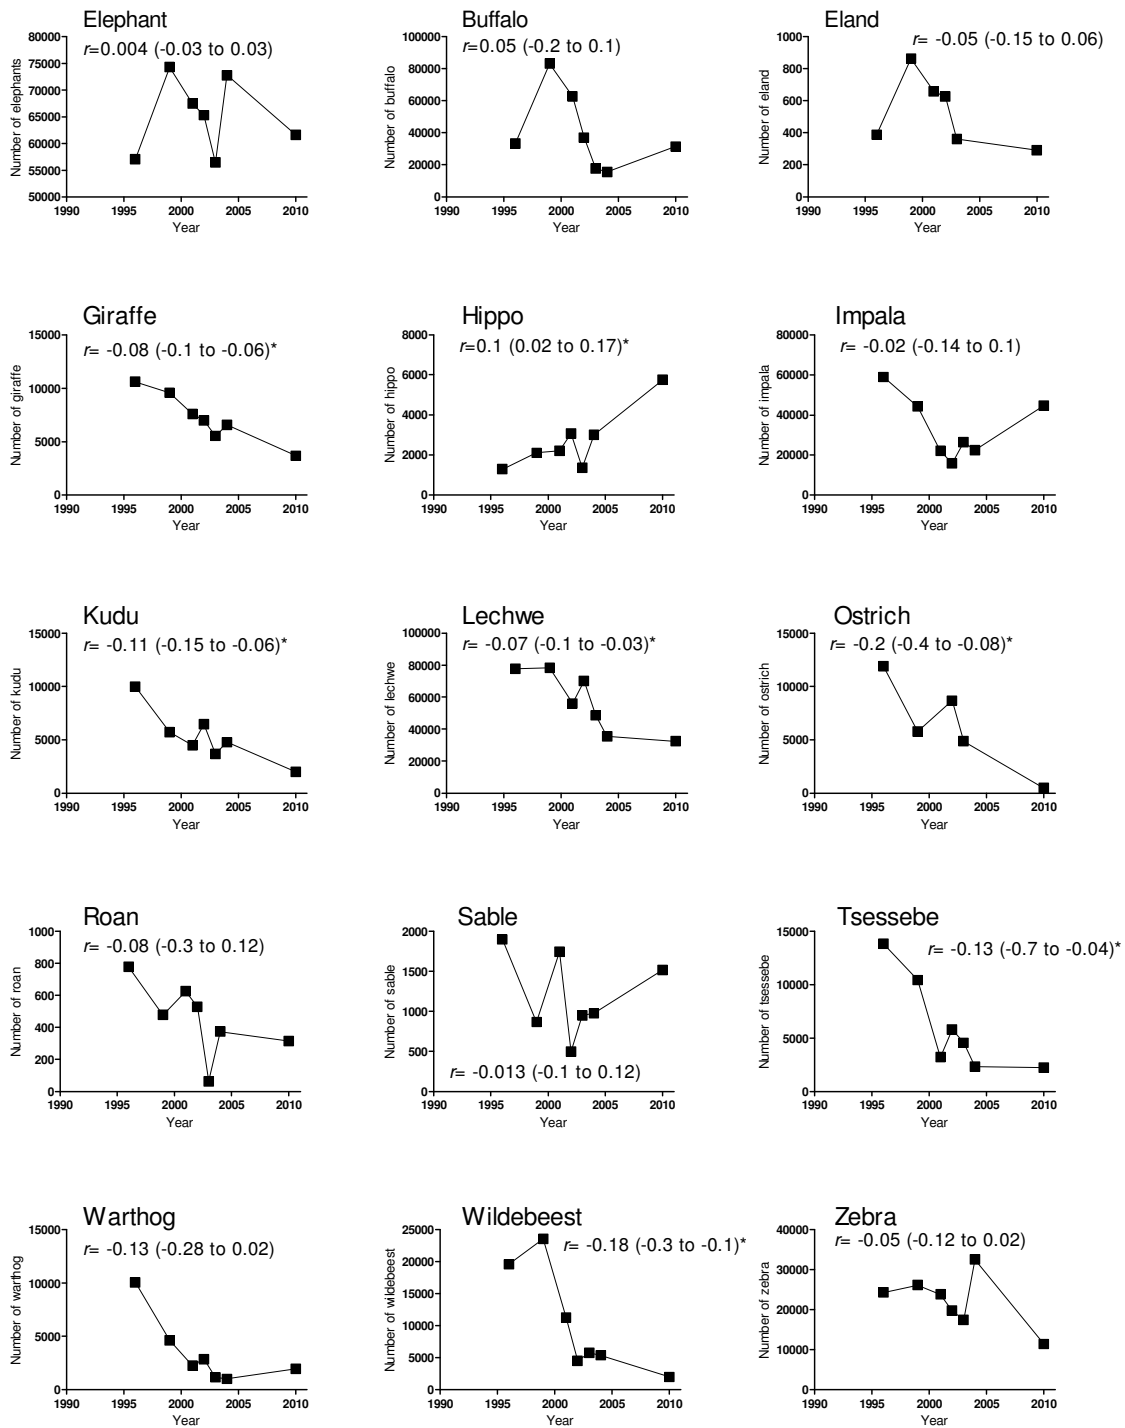 Elephant
r=0.004 (-0.03 to 0.03)
Number of elephants
80000
75000
70000
65000
60000
55000
50000
1990 1995 2000 2005 2010
Year
Buffalo
r=0.05 (-0.2 to 0.1)
Number of buffalo
100000
80000
60000
40000
20000
0
1990 1995 2000 2005 2010
Year
Eland
r= -0.05 (-0.15 to 0.06)
Number of eland
1000
800
600
400
200
0
1990 1995 2000 2005 2010
Year
Giraffe
r= -0.08 (-0.1 to -0.06)*
Number of giraffe
15000
10000
5000
0
1990 1995 2000 2005 2010
Year
Hippo
r=0.1 (0.02 to 0.17)*
Number of hippo
8000
6000
4000
2000
0
1990 1995 2000 2005 2010
Year
Impala
r= -0.02 (-0.14 to 0.1)
Number of impala
80000
60000
40000
20000
0
1990 1995 2000 2005 2010
Year
Kudu
r= -0.11 (-0.15 to -0.06)*
Number of kudu
15000
10000
5000
0
1990 1995 2000 2005 2010
Year
Lechwe
r= -0.07 (-0.1 to -0.03)*
Number of lechwe
100000
80000
60000
40000
20000
0
1990 1995 2000 2005 2010
Year
Ostrich
r= -0.2 (-0.4 to -0.08)*
Number of ostrich
15000
10000
5000
0
1990 1995 2000 2005 2010
Year
Roan
r= -0.08 (-0.3 to 0.12)
Number of roan
1000
800
600
400
200
0
1990 1995 2000 2005 2010
Year
Sable
r= -0.013 (-0.1 to 0.12)
Number of sable
2000
1500
1000
500
0
1990 1995 2000 2005 2010
Year
Tsessebe
r= -0.13 (-0.7 to -0.04)*
Number of tsessebe
15000
10000
5000
0
1990 1995 2000 2005 2010
Year
Warthog
r= -0.13 (-0.28 to 0.02)
Number of warthog
15000
10000
5000
0
1990 1995 2000 2005 2010
Year
Wildebeest
r= -0.18 (-0.3 to -0.1)*
Number of wildebeest
25000
20000
15000
10000
5000
0
1990 1995 2000 2005 2010
Year
Zebra
r= -0.05 (-0.12 to 0.02)
Number of zebra
40000
30000
20000
10000
0
1990 1995 2000 2005 2010
Year